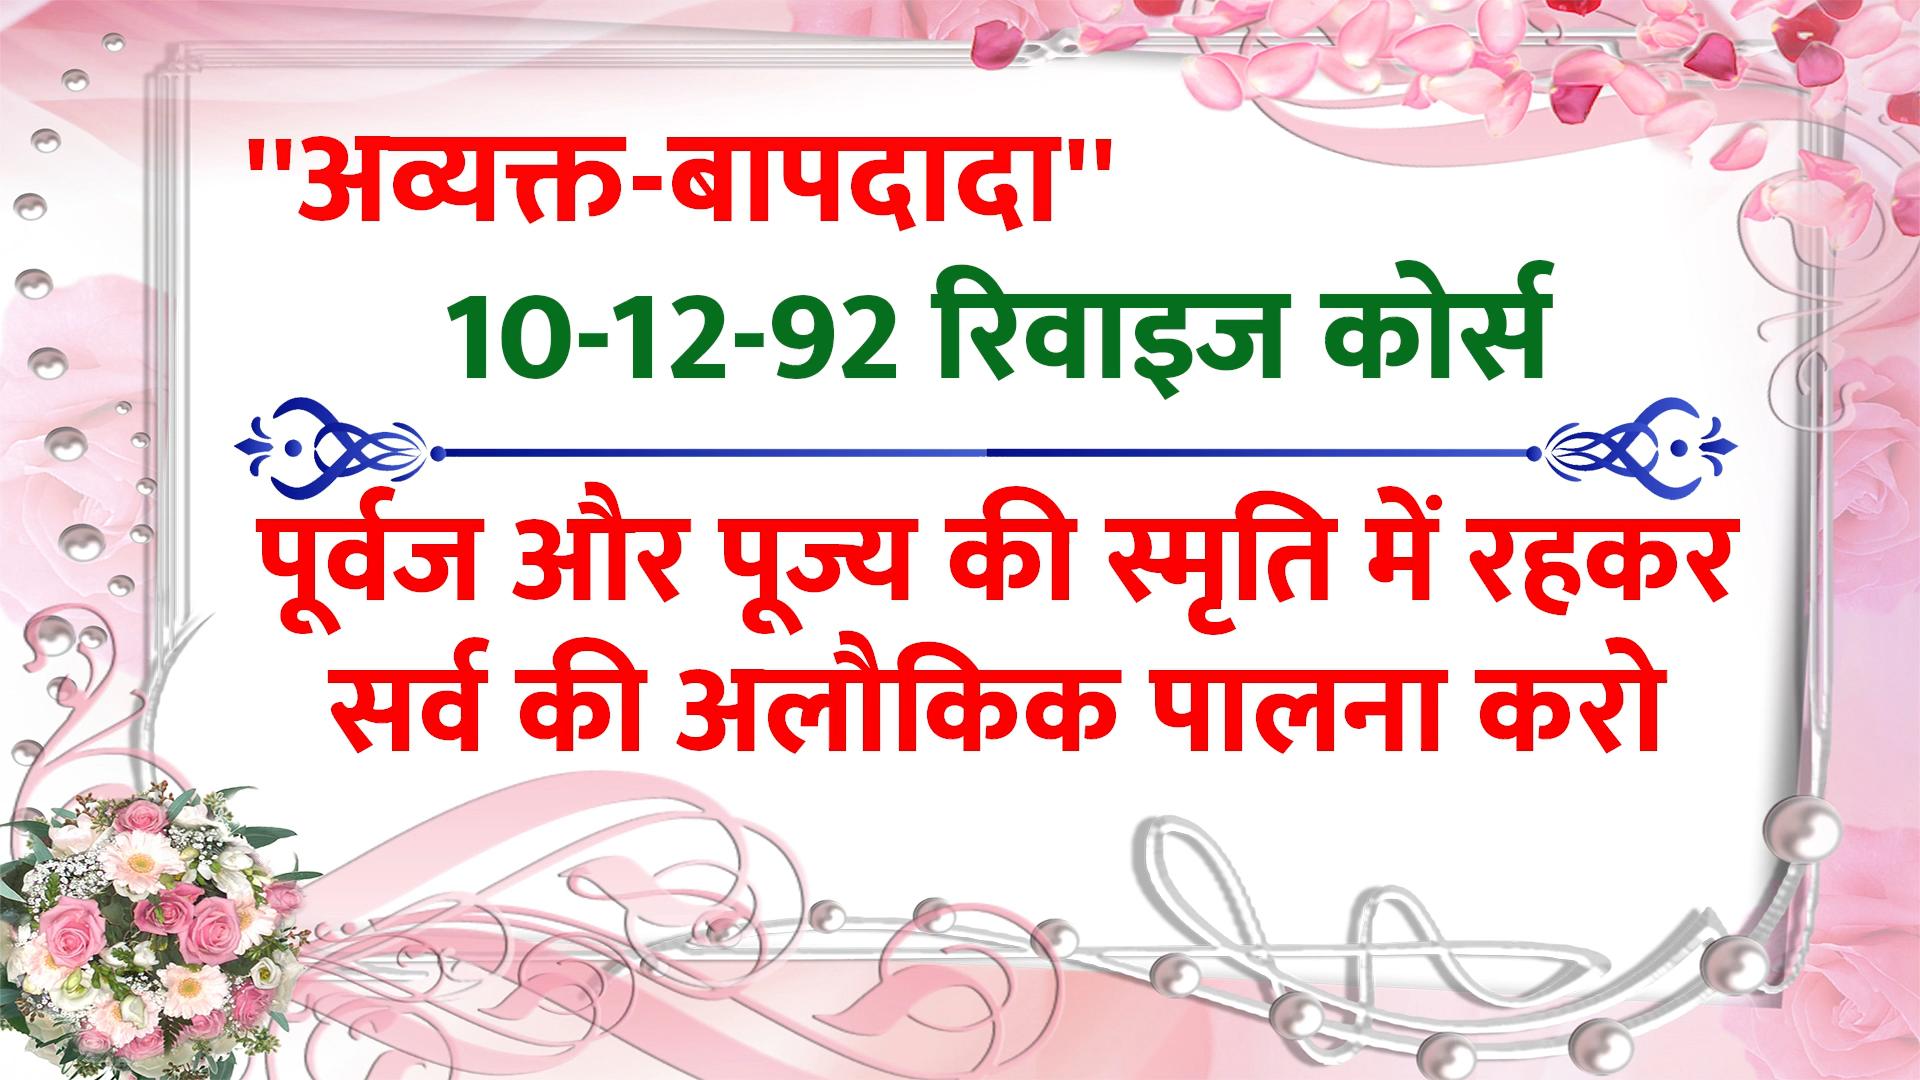 "अव्यक्त-बापदादा"
10-12-92 रिवाइज कोर्स
पूर्वज और पूज्य की स्मृति में रहकर
सर्व की अलौकिक पालना करो